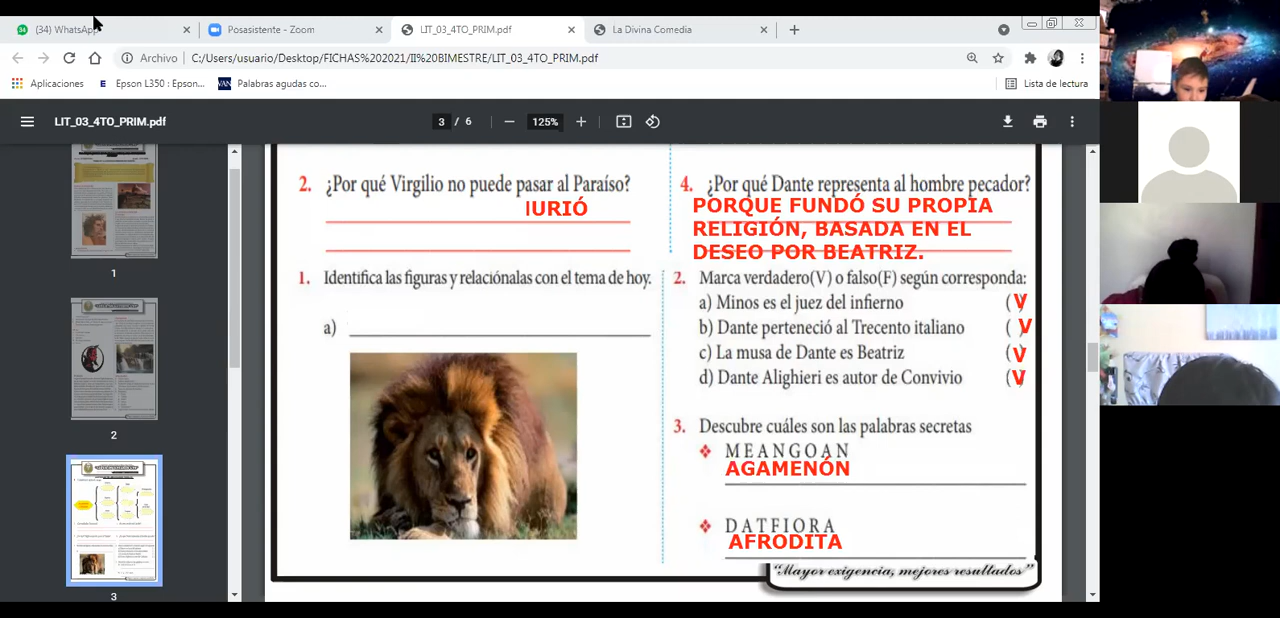 (34) WhatsApp
Posasistente - Zoom
LIT_03_4TO_PRIM.pdf
La Divina Comedia
Archivo
C:/Users/usuario/Desktop/FICHAS%202021/II%20BIMESTRE/LIT_03_4TO_PRIM.pdf
Aplicaciones
Epson L350 : Epson...
Palabras agudas co...
Lista de lectura
LIT_03_4TO_PRIM.pdf
3 / 6
125%
1
2
3
2. ¿Por qué Virgilio no puede pasar al Paraíso?
URIÓ
1. Identifica las figuras y relaciónalas con el tema de hoy.
a)
4. ¿Por qué Dante representa al hombre pecador?
PORQUE FUNDÓ SU PROPIA
RELIGIÓN, BASADA EN EL
DESEO POR BEATRIZ.
2. Marca verdadero(V) o falso(F) según corresponda:
a) Minos es el juez del infierno (V)
b) Dante perteneció al Trecento italiano ( ) V
c) La musa de Dante es Beatriz (V)
d) Dante Alighieri es autor de Convivio (V)
3. Descubre cuáles son las palabras secretas
M E A N G O A N
AGAMENÓN
D A T F I O R A
AFRODITA
"Mayor exigencia, mejores resultados"